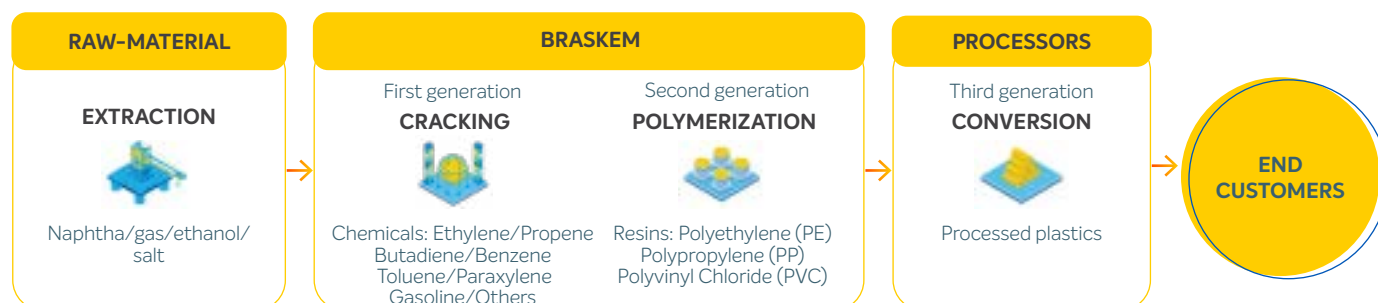 RAW-MATERIAL
EXTRACTION
Naphtha/gas/ethanol/
salt
BRASKEM
First generation
CRACKING
Chemicals: Ethylene/Propene
Butadiene/Benzene
Toluene/Paraxylene
Gasoline/Others
Second generation
POLYMERIZATION
Resins: Polyethylene (PE)
Polypropylene (PP)
Polyvinyl Chloride (PVC)
PROCESSORS
Third generation
CONVERSION
Processed plastics
END
CUSTOMERS